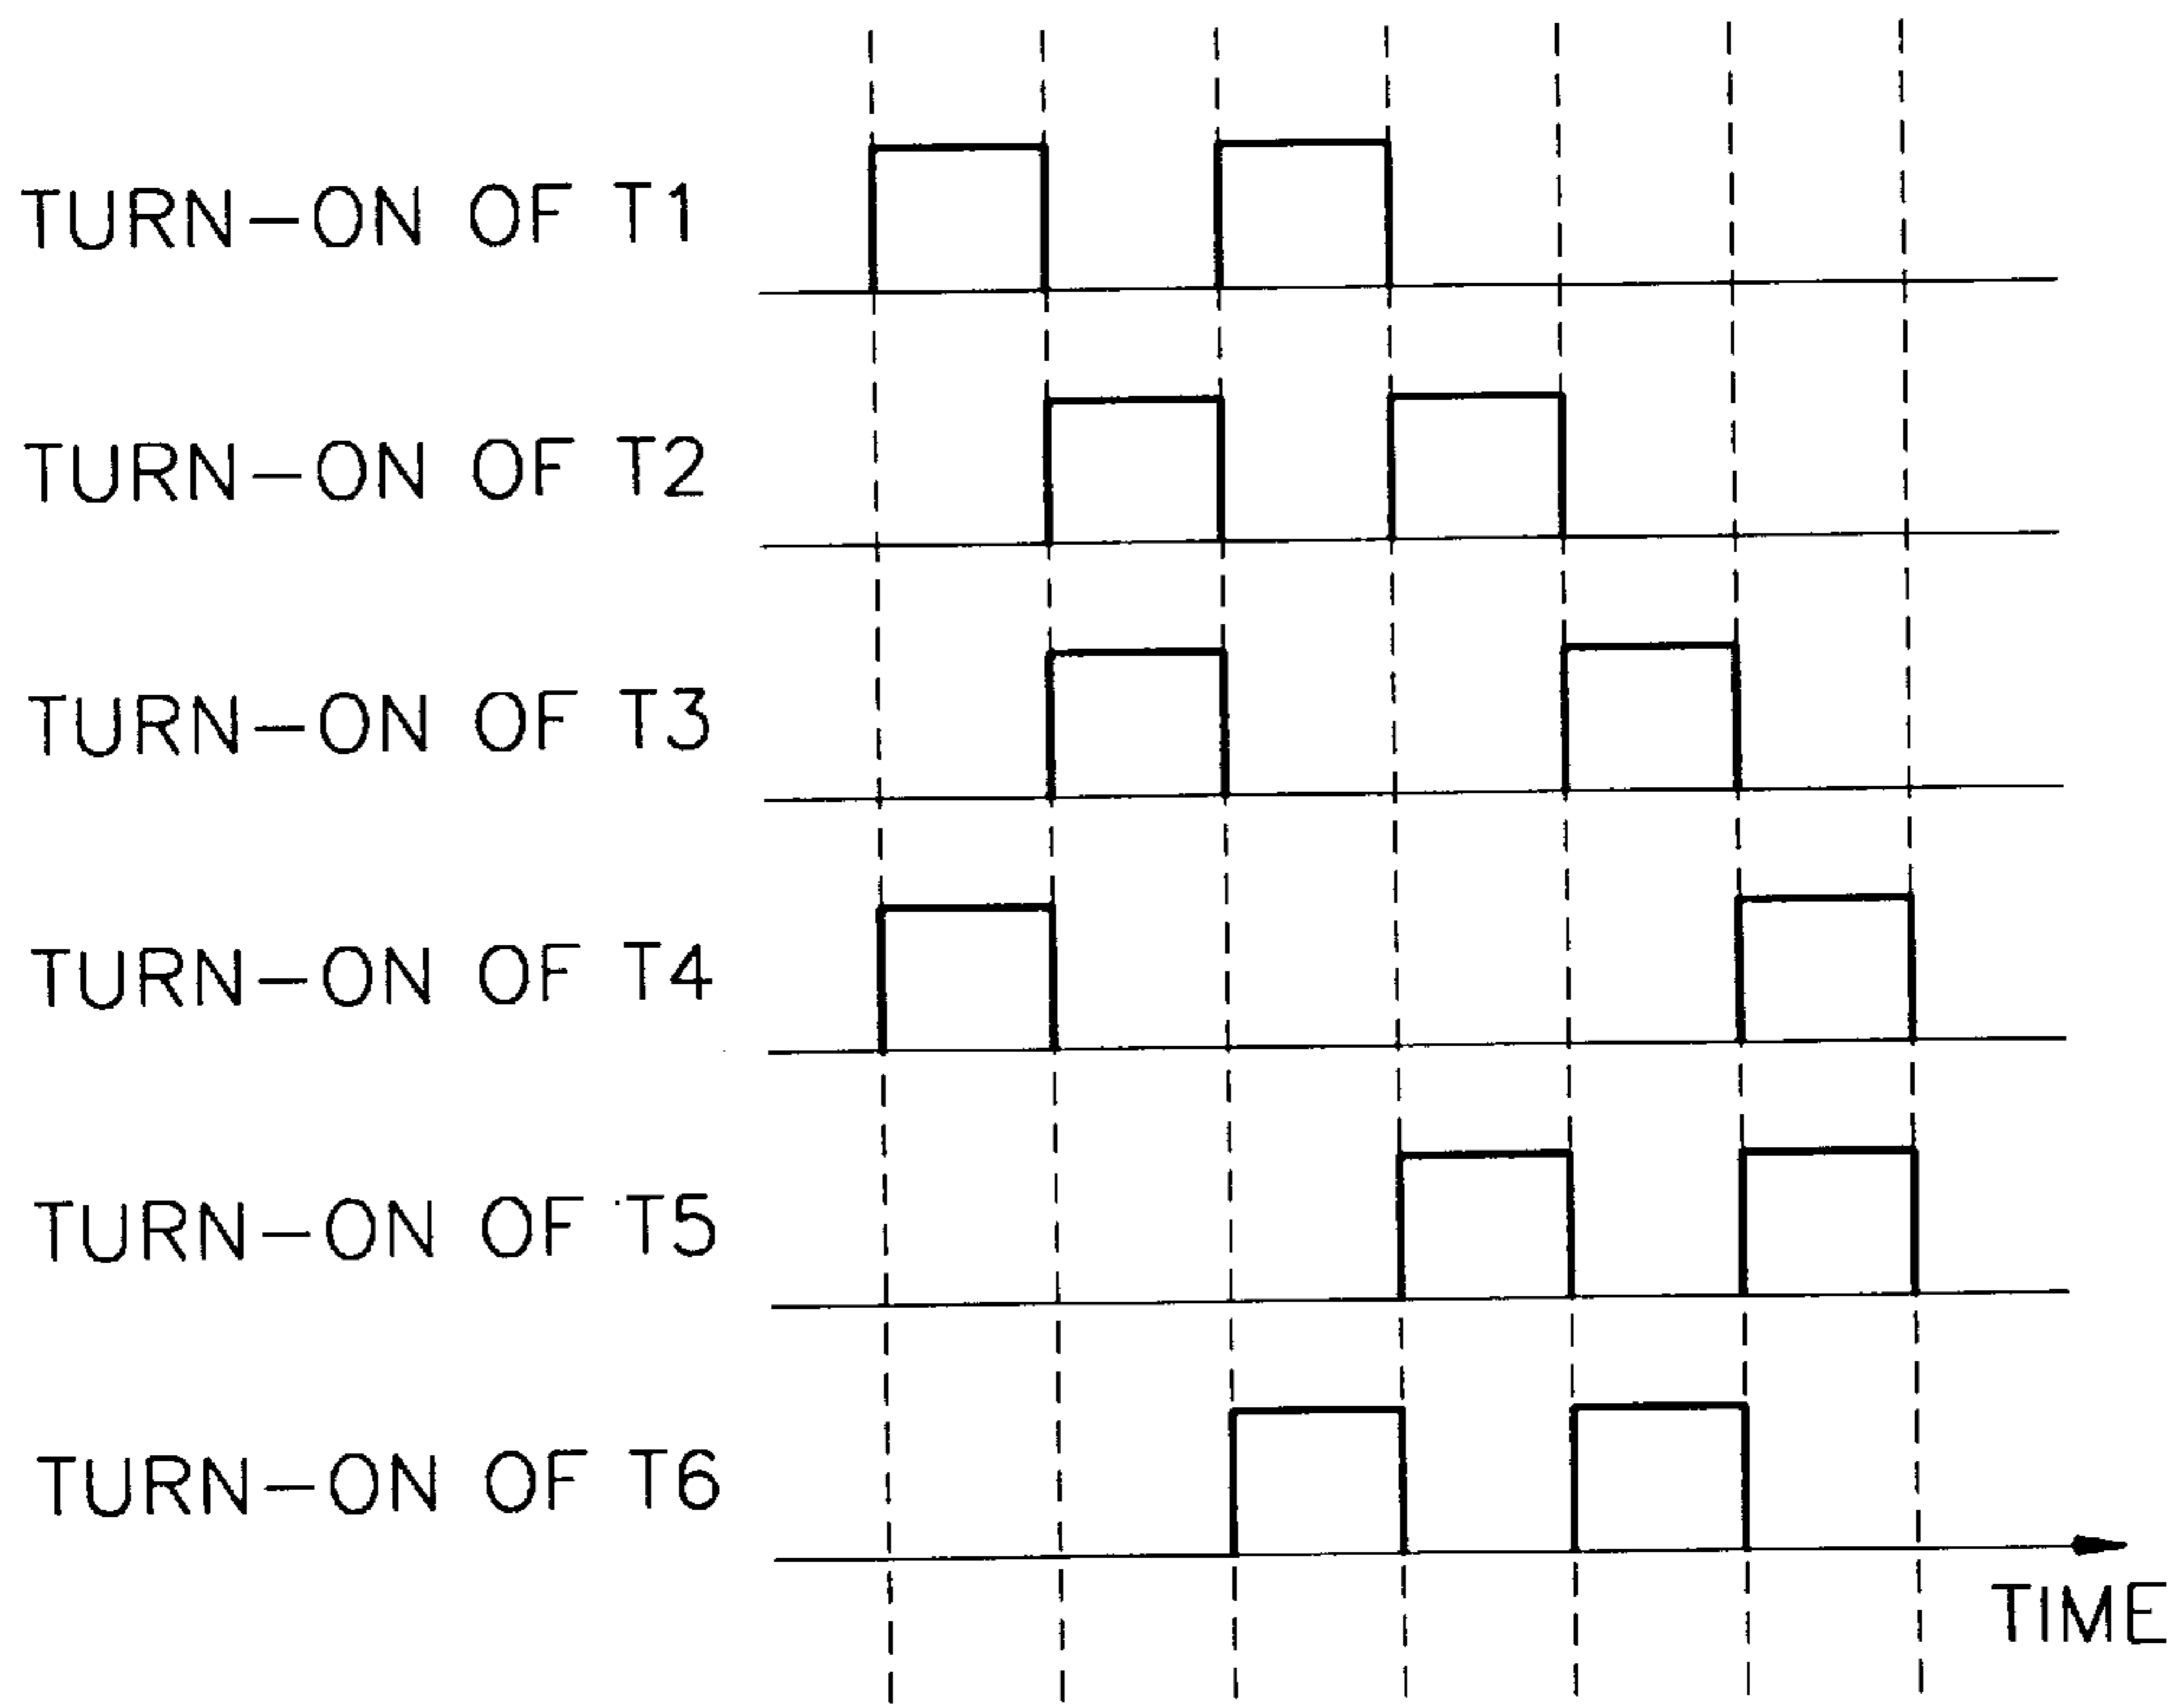 TURN-ON OF T1
TURN-ON OF T2
TURN-ON OF T3
TURN-ON OF T4
TURN-ON OF T5
TURN-ON OF T6
TIME